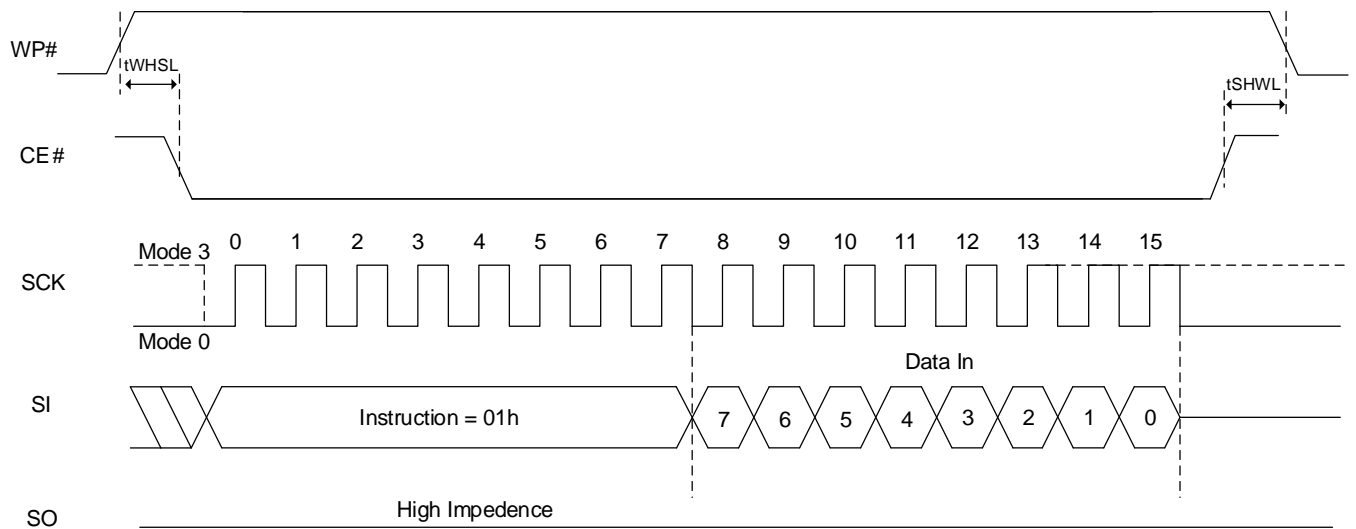 WP#
tWHSL
tSHWL
CE#
Mode 3
0 1 2 3 4 5 6 7 8 9 10 11 12 13 14 15
SCK
Mode 0
Data In
SI
Instruction = 01h
7 6 5 4 3 2 1 0
High Impedence
SO